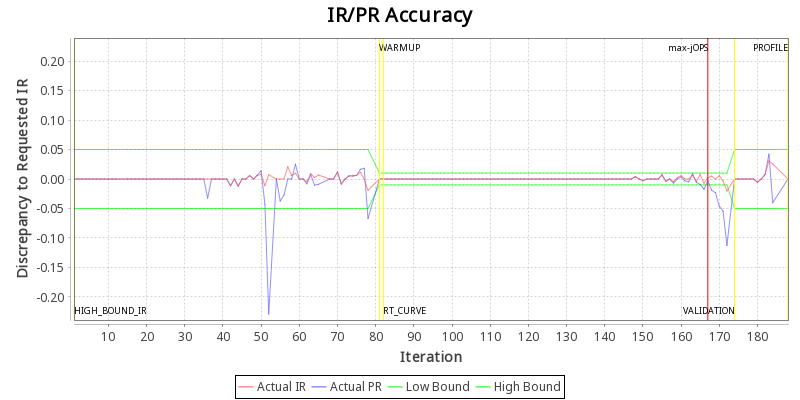 IR/PR Accuracy
WARMUP
max-jOPS
PROFILE
0.20
0.15
0.10
0.05
0.00
-0.05
-0.10
-0.15
-0.20
Discrepancy to Requested IR
HIGH_BOUND_IR
RT_CURVE
VALIDATION
10 20 30 40 50 60 70 80 90 100 110 120 130 140 150 160 170 180
Iteration
Actual IR Actual PR Low Bound High Bound